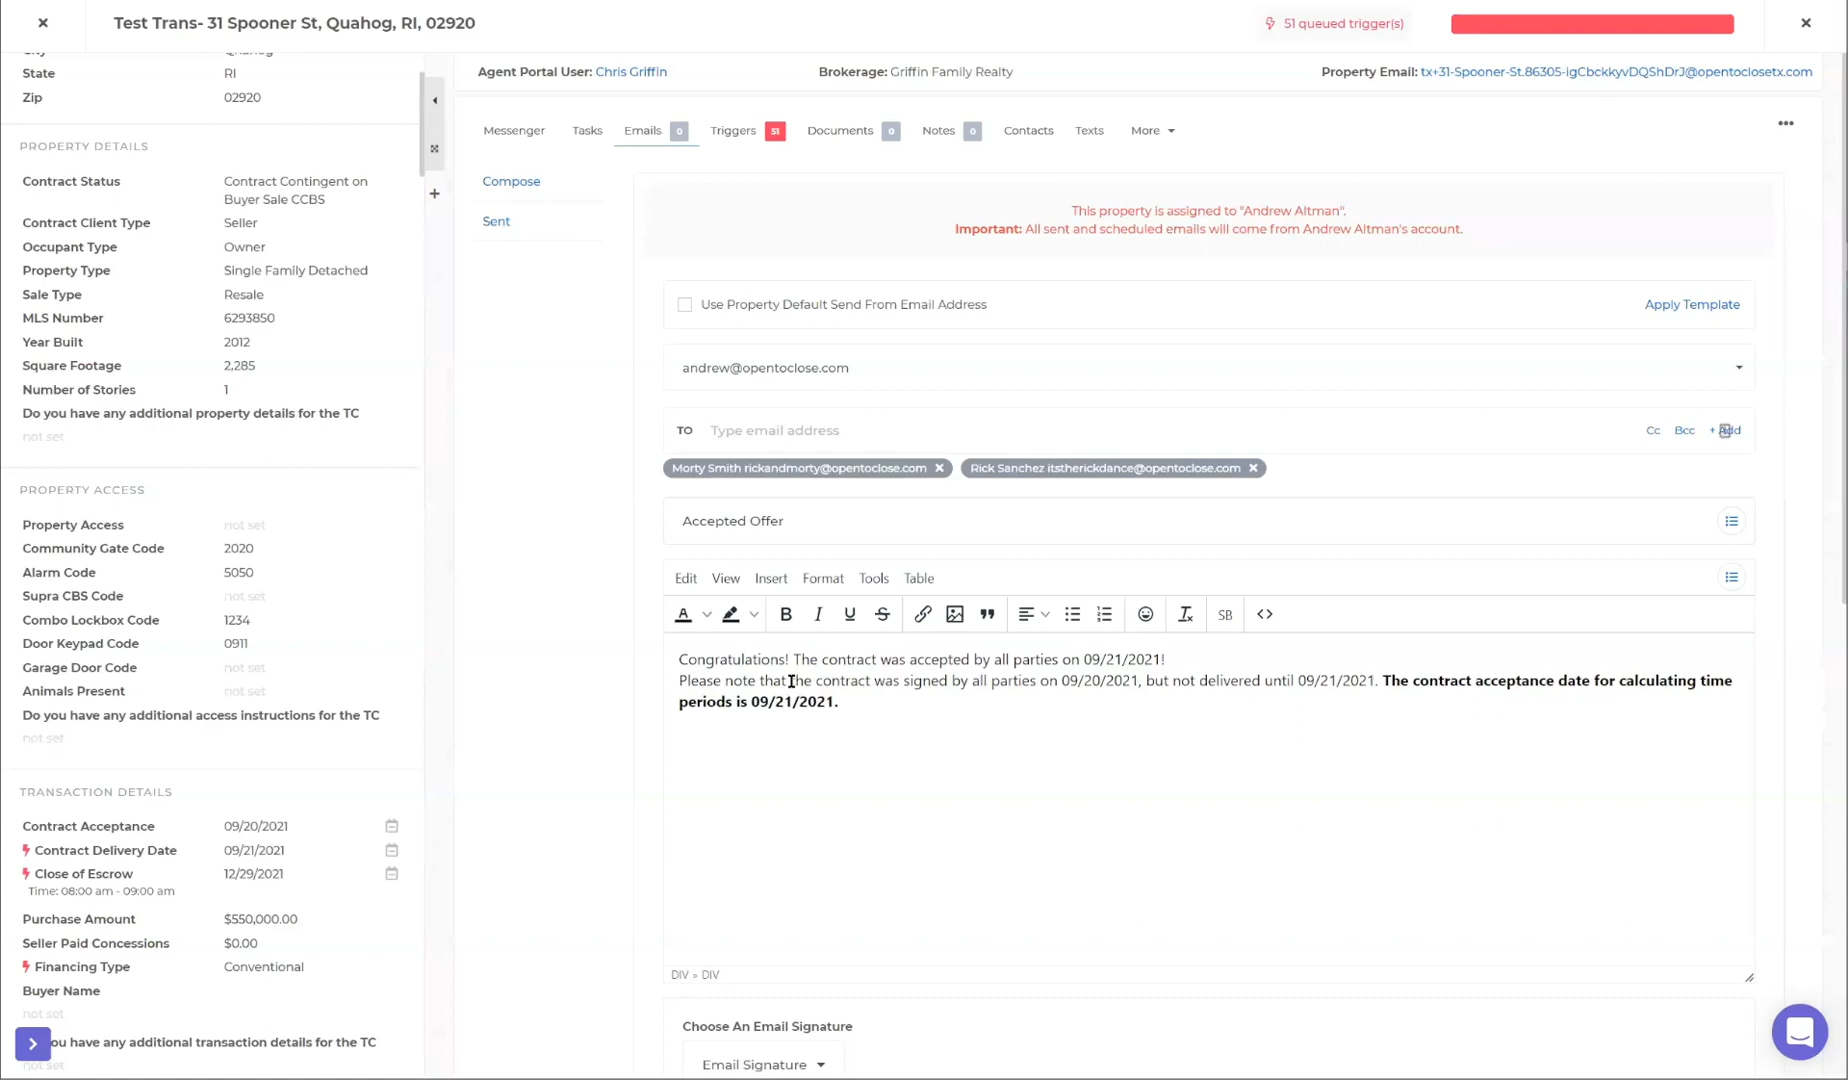 Test Trans- 31 Spooner St, Quahog, RI, 02920
51 queued trigger(s)
State RI
Zip 02920
PROPERTY DETAILS
Contract Status Contract Contingent on
Buyer Sale CCBS
Contract Client Type Seller
Occupant Type Owner
Property Type Single Family Detached
Sale Type Resale
MLS Number 6293850
Year Built 2012
Square Footage 2,285
Number of Stories 1
Do you have any additional property details for the TC
not set
PROPERTY ACCESS
Property Access not set
Community Gate Code 2020
Alarm Code 5050
Supra CBS Code not set
Combo Lockbox Code 1234
Door Keypad Code 0911
Garage Door Code not set
Animals Present not set
Do you have any additional access instructions for the TC
not set
TRANSACTION DETAILS
Contract Acceptance 09/20/2021
Contract Delivery Date 09/21/2021
Close of Escrow 12/29/2021
Time: 08:00 am - 09:00 am
Purchase Amount $550,000.00
Seller Paid Concessions $0.00
Financing Type Conventional
Buyer Name
not set
ou have any additional transaction details for the TC
not set
Agent Portal User: Chris Griffin Brokerage: Griffin Family Realty Property Email: tx+31-Spooner-St.86305-igCbckkyvDQShDrJ@opentoclosetx.com
Messenger Tasks Emails 0 Triggers 51 Documents 0 Notes 0 Contacts Texts More
Compose
Sent
This property is assigned to "Andrew Altman".
Important: All sent and scheduled emails will come from Andrew Altman's account.
Use Property Default Send From Email Address Apply Template
andrew@opentoclose.com
TO Type email address Cc Bcc + Add
Morty Smith rickandmorty@opentoclose.com Rick Sanchez itstherickdance@opentoclose.com
Accepted Offer
Edit View Insert Format Tools Table
A B I U S SB
Congratulations! The contract was accepted by all parties on 09/21/2021!
Please note that the contract was signed by all parties on 09/20/2021, but not delivered until 09/21/2021. The contract acceptance date for calculating time
periods is 09/21/2021.
DIV » DIV
Choose An Email Signature
Email Signature